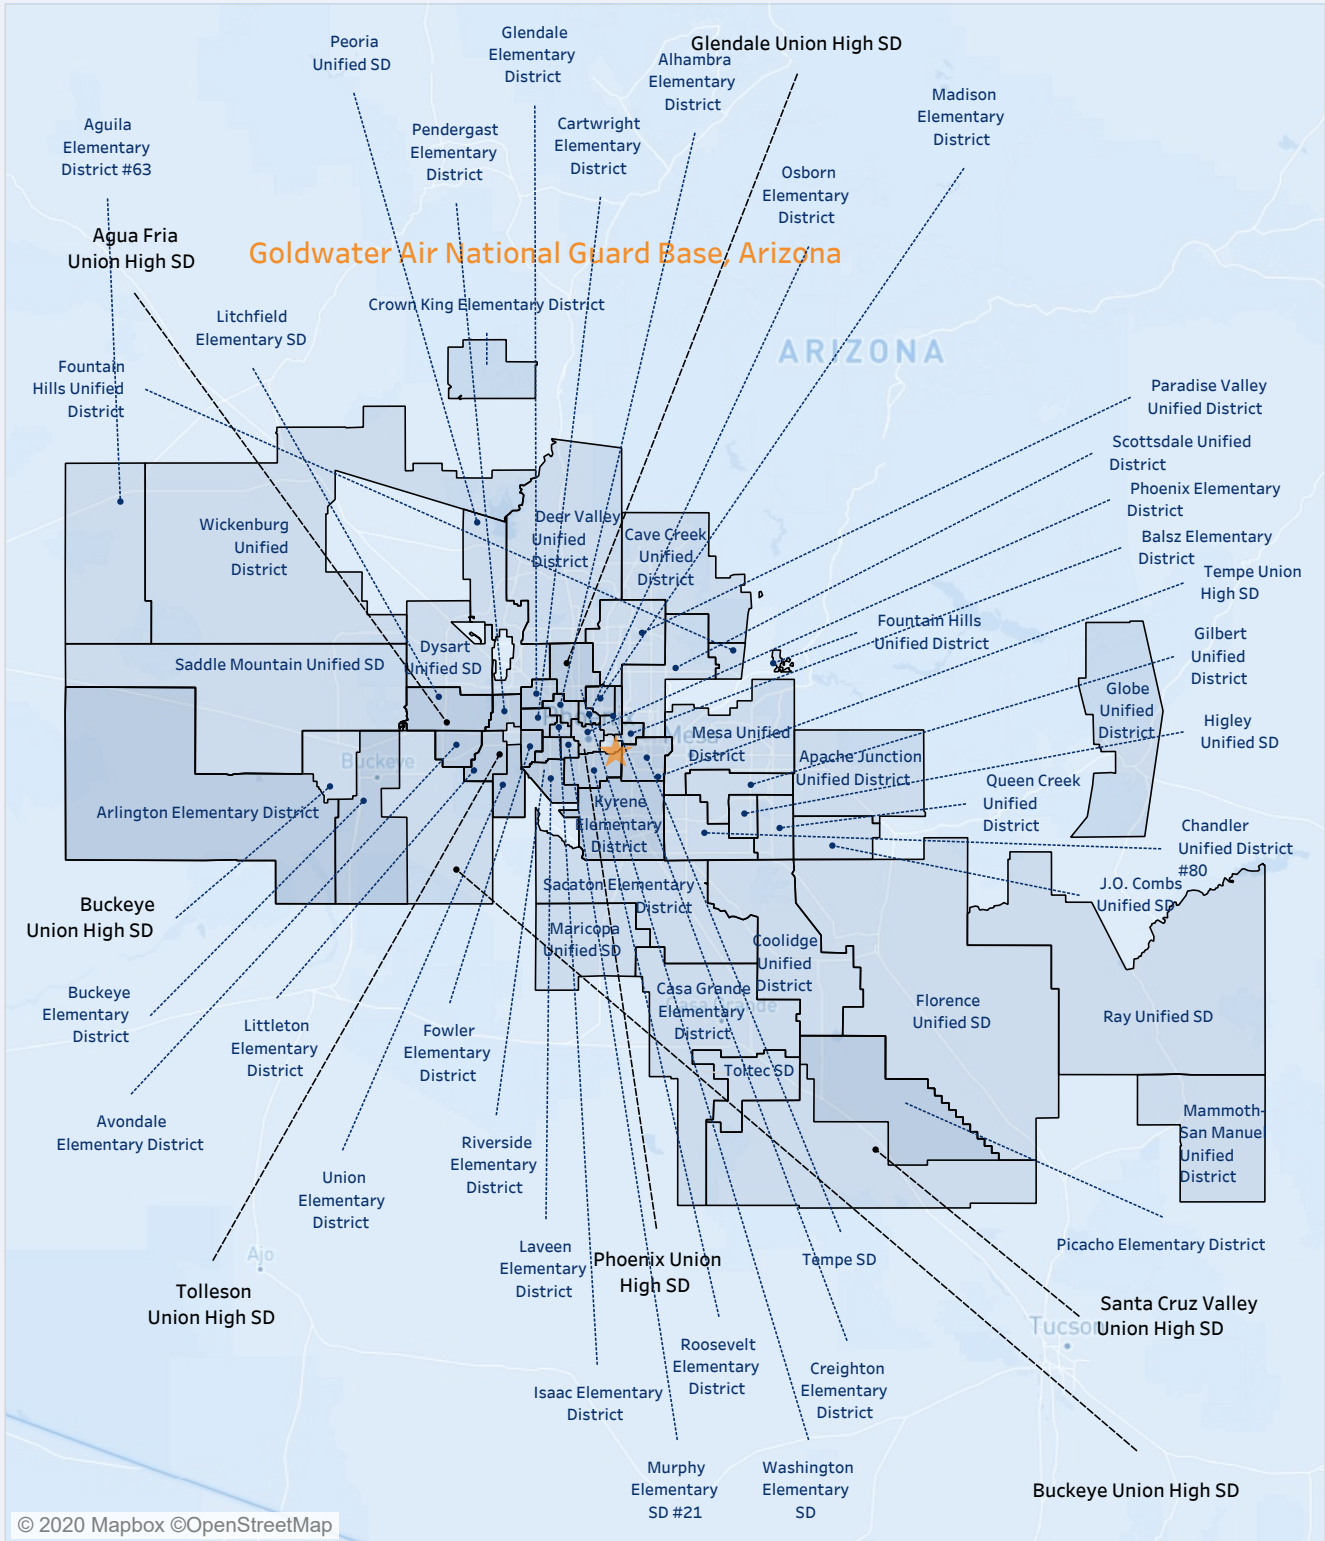 Peoria
Unified SD
Glendale
Elementary
District
Glendale Union High SD
Alhambra
Elementary
District
Madison
Elementary
District
Aguila
Elementary
District #63
Pendergast
Elementary
District
Cartwright
Elementary
District
Osborn
Elementary
District
Agua Fria
Union High SD
Goldwater Air National Guard Base, Arizona
Crown King Elementary District
Litchfield
Elementary SD
ARIZONA
Fountain
Hills Unified
District
Paradise Valley
Unified District
Scottsdale Unified
District
Phoenix Elementary
District
Balsz Elementary
District
Tempe Union
High SD
Wickenburg
Unified
District
Deer Valley
Unified
District
Cave Creek
Unified
District
Fountain Hills
Unified District
Gilbert
Unified
District
Dysart
Unified SD
Saddle Mountain Unified SD
Globe
Unified
District
Higley
Unified SD
Phoenix
Mesa
Mesa Unified
District
Apache Junction
Unified District
Buckeye
Queen Creek
Unified
District
Arlington Elementary District
Kyrene
Elementary
District
Chandler
Unified District
#80
J.O. Combs
Unified SD
Sacaton Elementary
District
Buckeye
Union High SD
Maricopa
Unified SD
Coolidge
Unified
District
Casa Grande
Casa Grande
Elementary
District
Florence
Unified SD
Ray Unified SD
Buckeye
Elementary
District
Littleton
Elementary
District
Fowler
Elementary
District
Toltec SD
Avondale
Elementary District
Mammoth-
San Manuel
Unified
District
Riverside
Elementary
District
Union
Elementary
District
Picacho Elementary District
Ajo
Laveen
Elementary
District
Phoenix Union
High SD
Tempe SD
Tolleson
Union High SD
Santa Cruz Valley
Union High SD
Tucson
Roosevelt
Elementary
District
Creighton
Elementary
District
Isaac Elementary
District
Murphy
Elementary
SD #21
Washington
Elementary
SD
Buckeye Union High SD
© 2020 Mapbox ©OpenStreetMap